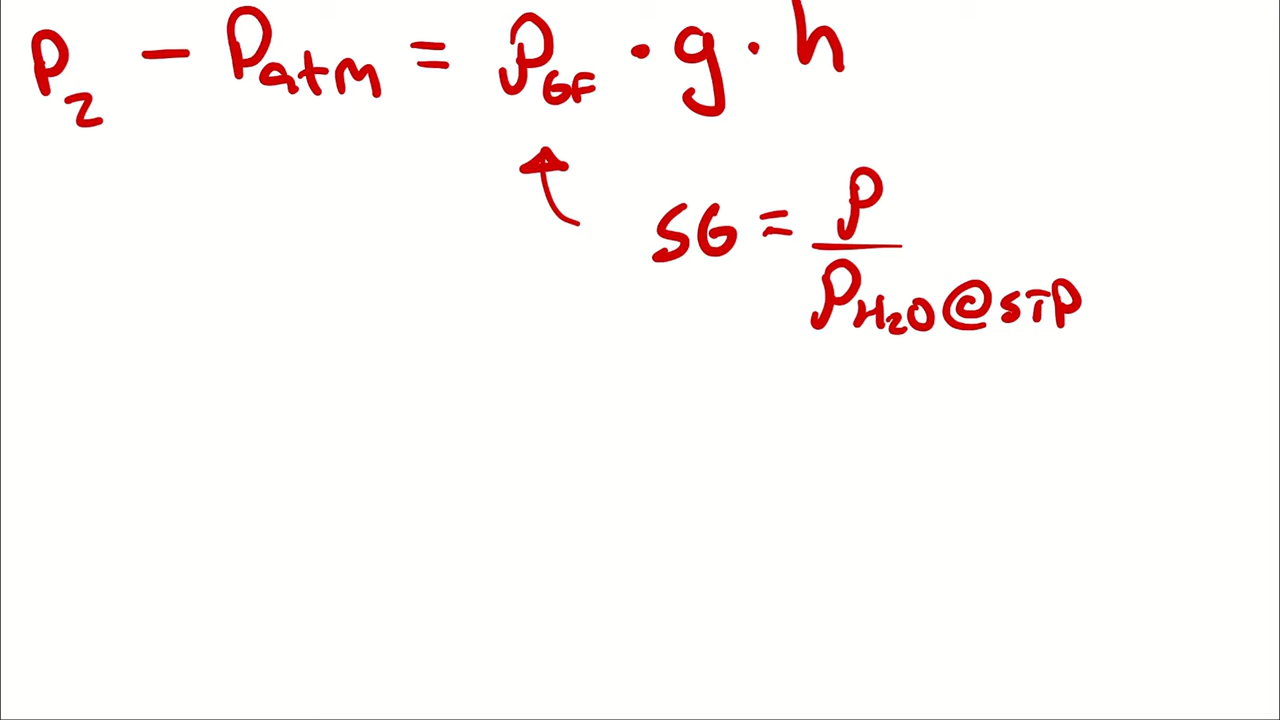 P₂ - Patm = ρGF · g · h
SG = ρ / ρH₂O@STP